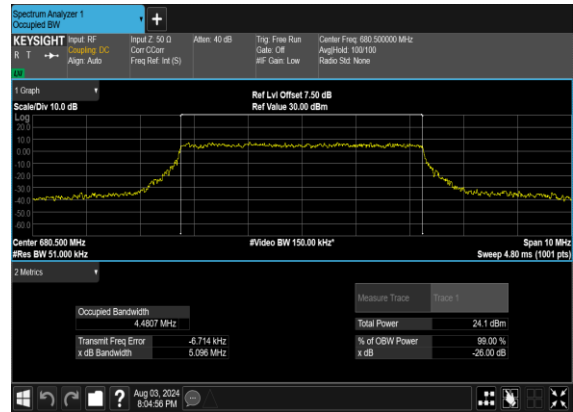 Spectrum Analyzer 1
Occupied BW
+
KEYSIGHT Input: RF Input Z: 50 Ω Atten: 40 dB Trig: Free Run Center Freq: 680.500000 MHz
R T Coupling: DC Corr CCorr Gate: Off Avg|Hold: 100/100
Align: Auto Freq Ref: Int (S) #IF Gain: Low Radio Std: None
LW
1 Graph
Ref Lvl Offset 7.50 dB
Scale/Div 10.0 dB Ref Value 30.00 dBm
Log
20.0
10.0
0.00
-10.0
-20.0
-30.0
-40.0
-50.0
-60.0
Center 680.500 MHz #Video BW 150.00 kHz* Span 10 MHz
#Res BW 51.000 kHz Sweep 4.80 ms (1001 pts)
2 Metrics
Measure Trace Trace 1
Occupied Bandwidth
4.4807 MHz Total Power 24.1 dBm
Transmit Freq Error -6.714 kHz % of OBW Power 99.00 %
x dB Bandwidth 5.096 MHz x dB -26.00 dB
? Aug 03, 2024
8:04:56 PM